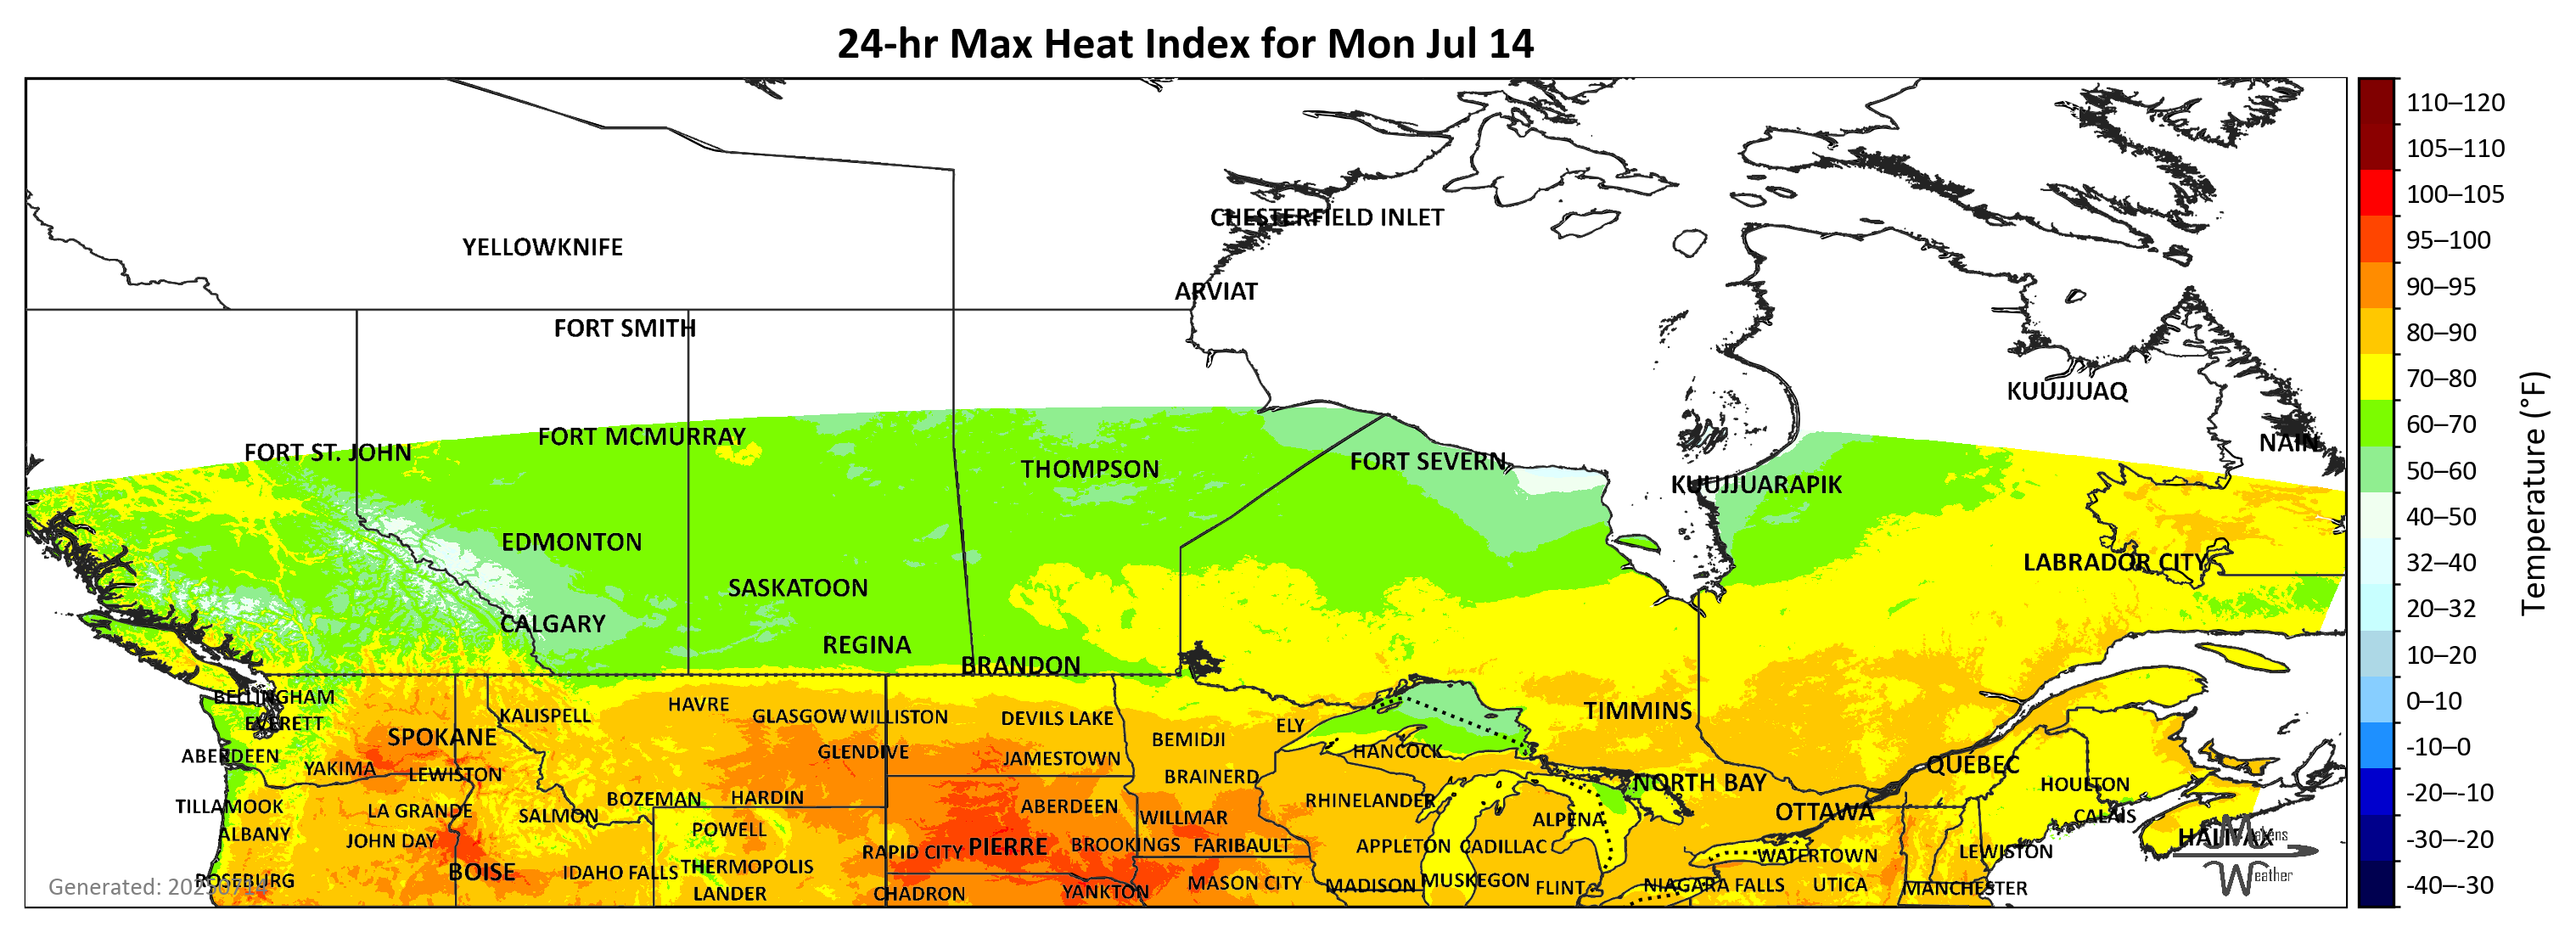 24-hr Max Heat Index for Mon Jul 14
CHESTERFIELD INLET
YELLOWKNIFE
ARVIAT
FORT SMITH
KUUJJUAQ
FORT MCMURRAY
NAIN
FORT ST. JOHN
FORT SEVERN
THOMPSON
KUUJJUARAPIK
EDMONTON
LABRADOR CITY
SASKATOON
CALGARY
REGINA
BRANDON
BELLINGHAM
HAVRE
KALISPELL
GLASGOW WILLISTON
DEVILS LAKE
TIMMINS
EVERETT
ELY
SPOKANE
BEMIDJI
ABERDEEN
GLENDIVE
JAMESTOWN
HANCOCK
QUÉBEC
YAKIMA
LEWISTON
BRAINERD
NORTH BAY
HOULTON
TILLAMOOK
LA GRANDE
SALMON
BOZEMAN
HARDIN
ABERDEEN
WILLMAR
RHINELANDER
ALPENA
OTTAWA
CALAIS
ALBANY
JOHN DAY
POWELL
RAPID CITY
PIERRE
BROOKINGS
FARIBAULT
APPLETON
CADILLAC
WATERTOWN
LEWISTON
HALIFAX
ROSEBURG
BOISE
IDAHO FALLS
THERMOPOLIS
LANDER
CHADRON
YANKTON
MASON CITY
MADISON
MUSKEGON
FLINT
NIAGARA FALLS
UTICA
MANCHESTER
Generated: 20250714
Matens
Weather
110–120
105–110
100–105
95–100
90–95
80–90
70–80
60–70
50–60
40–50
32–40
20–32
10–20
0–10
-10–0
-20–-10
-30–-20
-40–-30
Temperature (°F)